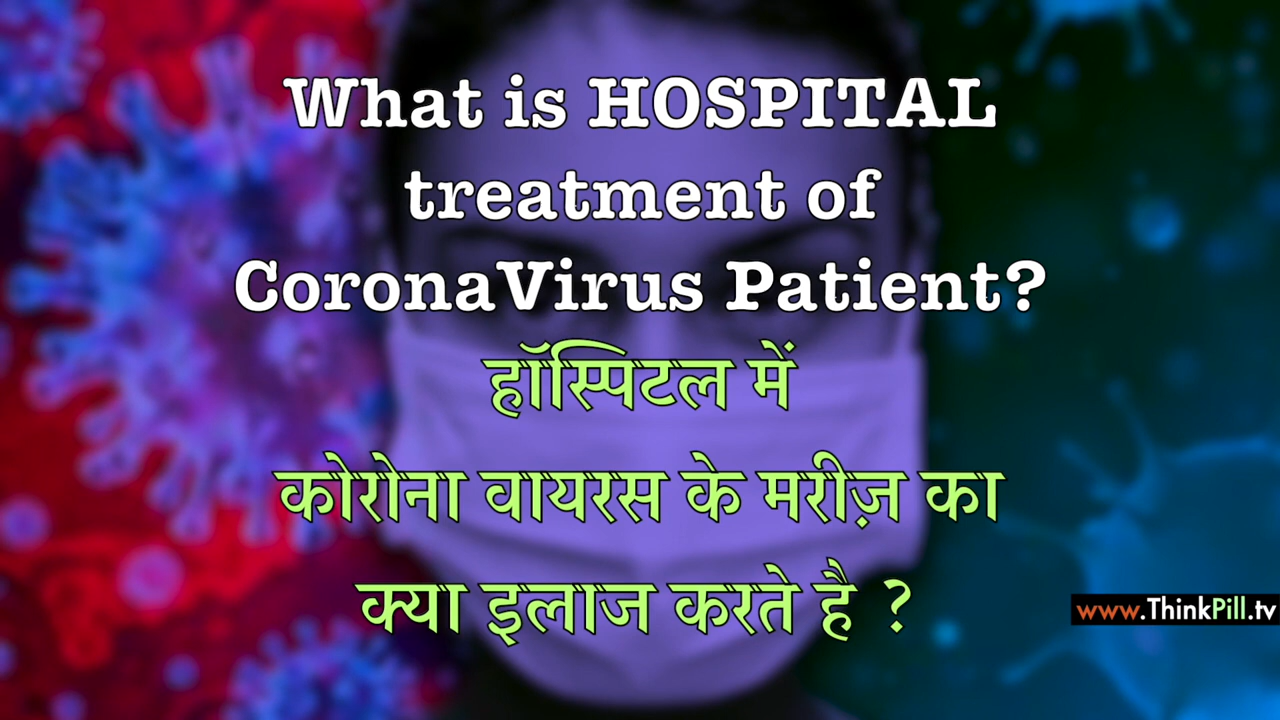 What is HOSPITAL
treatment of
CoronaVirus Patient?
हॉस्पिटल में
कोरोना वायरस के मरीज़ का
क्या इलाज करते है ?
www.ThinkPill.tv